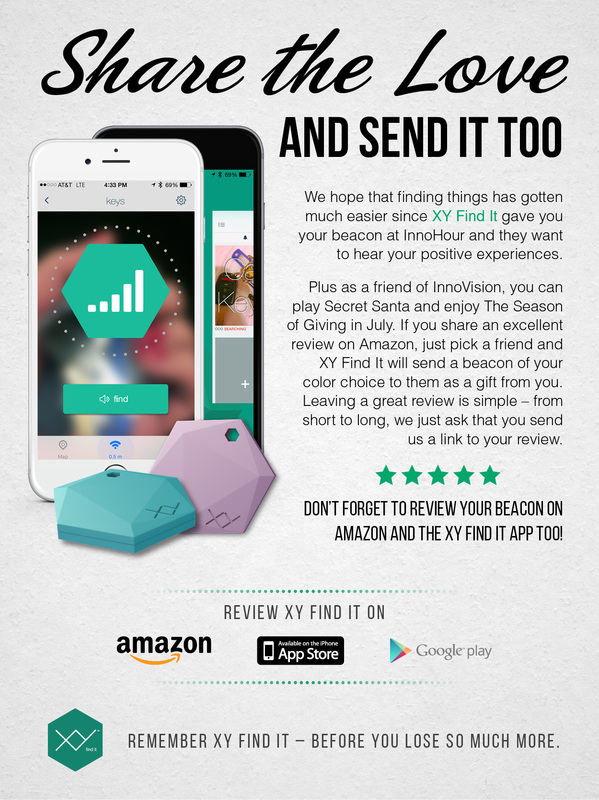 Share the Love
AND SEND IT TOO
AT&T LTE 4:33 PM 69%
69%
keys
We hope that finding things has gotten
much easier since XY Find It gave you
your beacon at InnoHour and they want
to hear your positive experiences.
Plus as a friend of InnoVision, you can
play Secret Santa and enjoy The Season
of Giving in July. If you share an excellent
review on Amazon, just pick a friend and
XY Find It will send a beacon of your
color choice to them as a gift from you.
Leaving a great review is simple – from
short to long, we just ask that you send
us a link to your review.
SEARCHING
+
find
Map
0.5 m
XY
XY
DON'T FORGET TO REVIEW YOUR BEACON ON
AMAZON AND THE XY FIND IT APP TOO!
REVIEW XY FIND IT ON
amazon
Available on the iPhone
App Store
Google play
XY
find it
REMEMBER XY FIND IT – BEFORE YOU LOSE SO MUCH MORE.